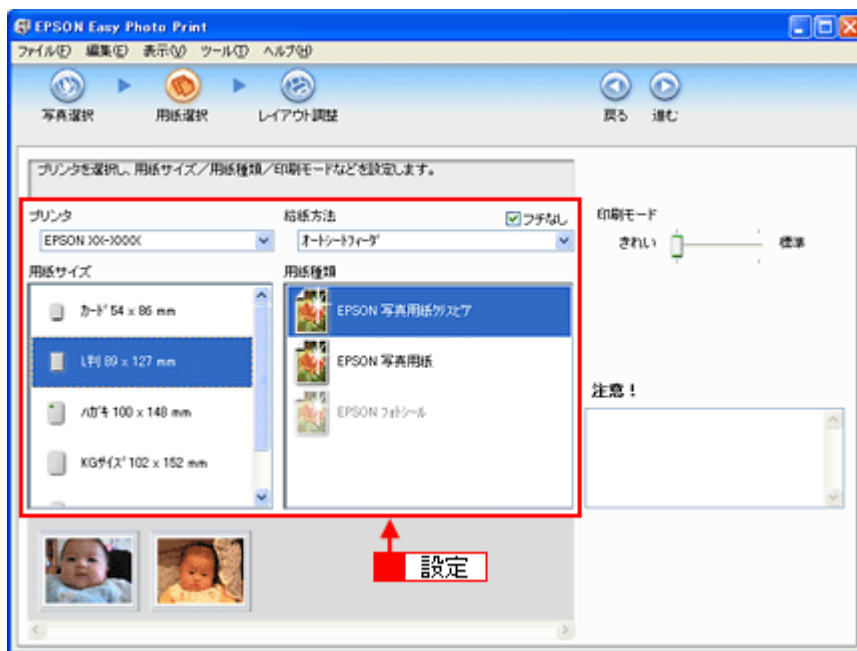 EPSON Easy Photo Print
ファイル(F) 編集(E) 表示(V) ツール(T) ヘルプ(H)
写真選択 用紙選択 レイアウト調整 戻る 進む
プリンタを選択し、用紙サイズ/用紙種類/印刷モードなどを設定します。
プリンタ 給紙方法 フチなし 印刷モード
EPSON XX-XXXX オートシートフィーダ きれい 標準
用紙サイズ 用紙種類
カード 54 x 86 mm
EPSON 写真用紙クリスピア
L判 89 x 127 mm
EPSON 写真用紙
ハガキ 100 x 148 mm
EPSON フォトシール
KGサイズ 102 x 152 mm
注意!
設定